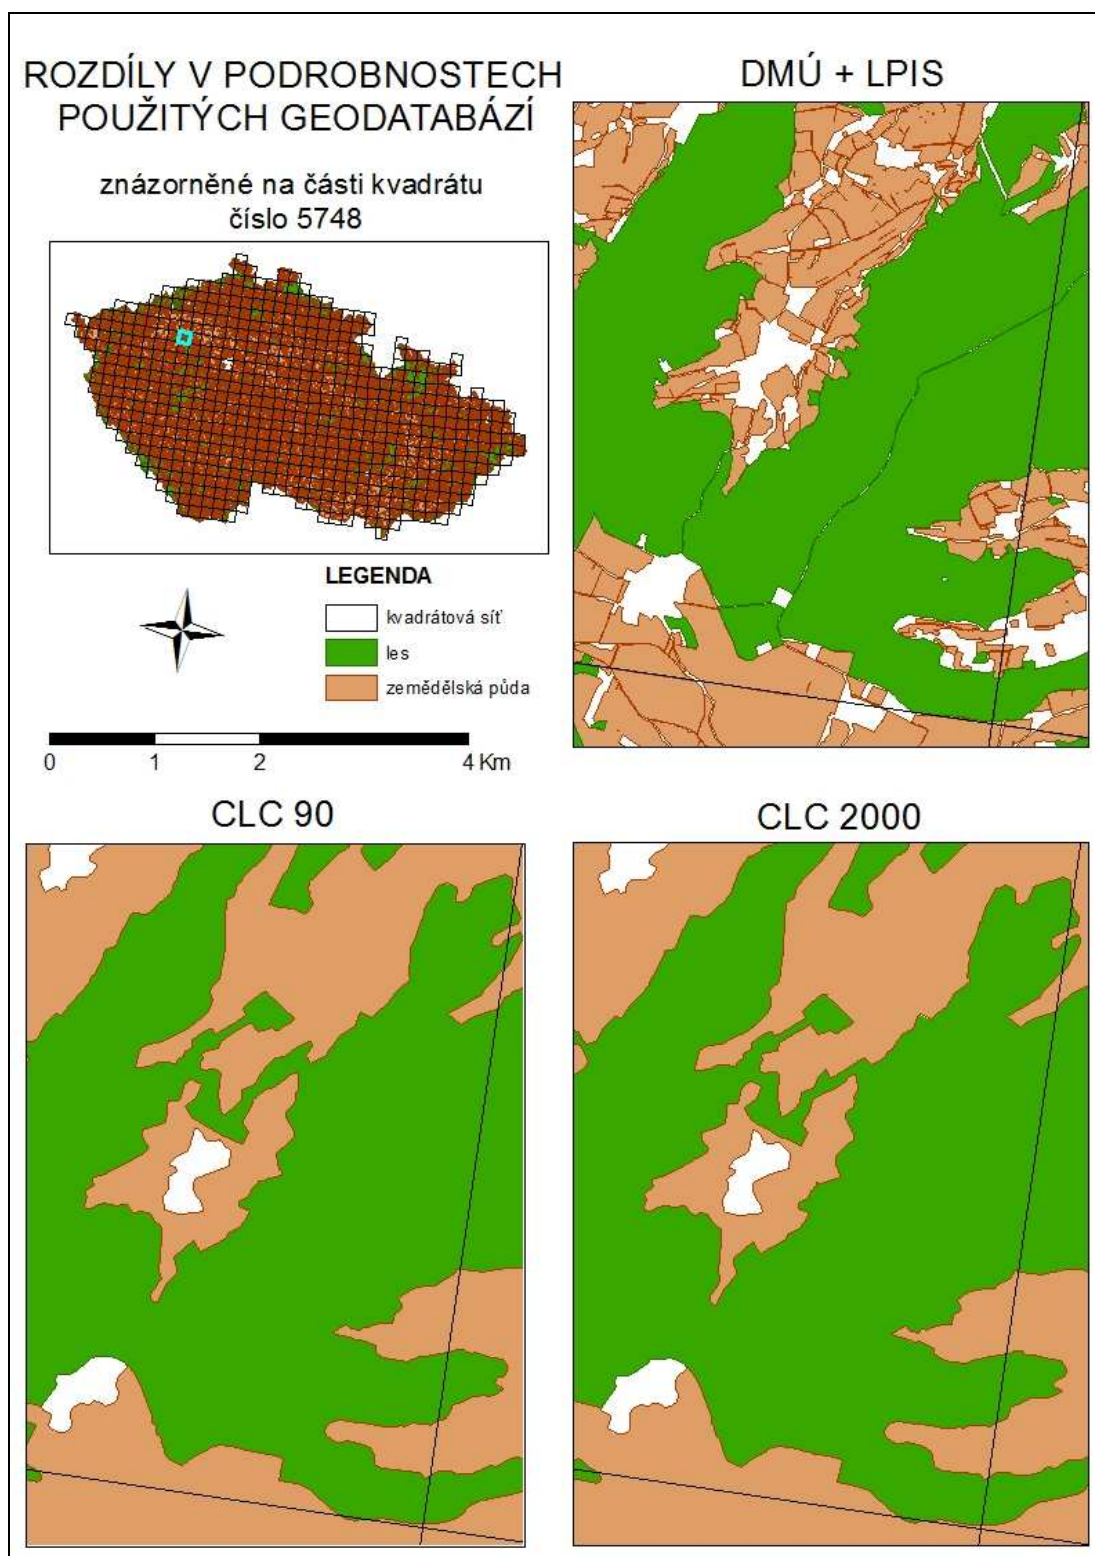 ROZDÍLY V PODROBNOSTECH
POUŽITÝCH GEODATABÁZÍ
znázorněné na části kvadrátu
číslo 5748
LEGENDA
kvadrátová síť
les
zemědělská půda
0 1 2 4 Km
DMÚ + LPIS
CLC 90
CLC 2000